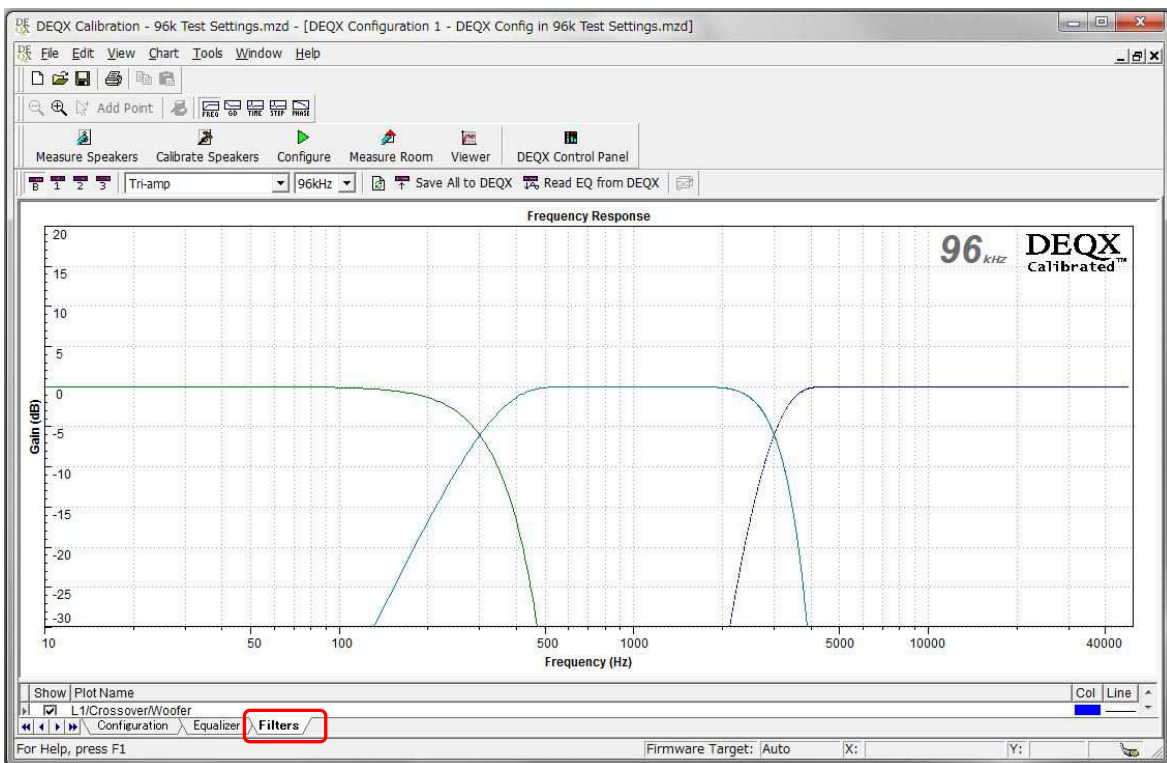 DEQX Calibration - 96k Test Settings.mzd - [DEQX Configuration 1 - DEQX Config in 96k Test Settings.mzd]
File Edit View Chart Tools Window Help
Add Point FREQ GD TIME STEP PHASE
Measure Speakers Calibrate Speakers Configure Measure Room Viewer DEQX Control Panel
B 1 2 3 Tri-amp 96kHz Save All to DEQX Read EQ from DEQX
Frequency Response
96 kHz DEQX
Calibrated™
20
15
10
5
0
-5
-10
-15
-20
-25
-30
Gain (dB)
10 50 100 500 1000 5000 10000 40000
Frequency (Hz)
Show Plot Name Col Line
L1/Crossover/Woofer
Configuration Equalizer Filters
For Help, press F1 Firmware Target: Auto X: Y: